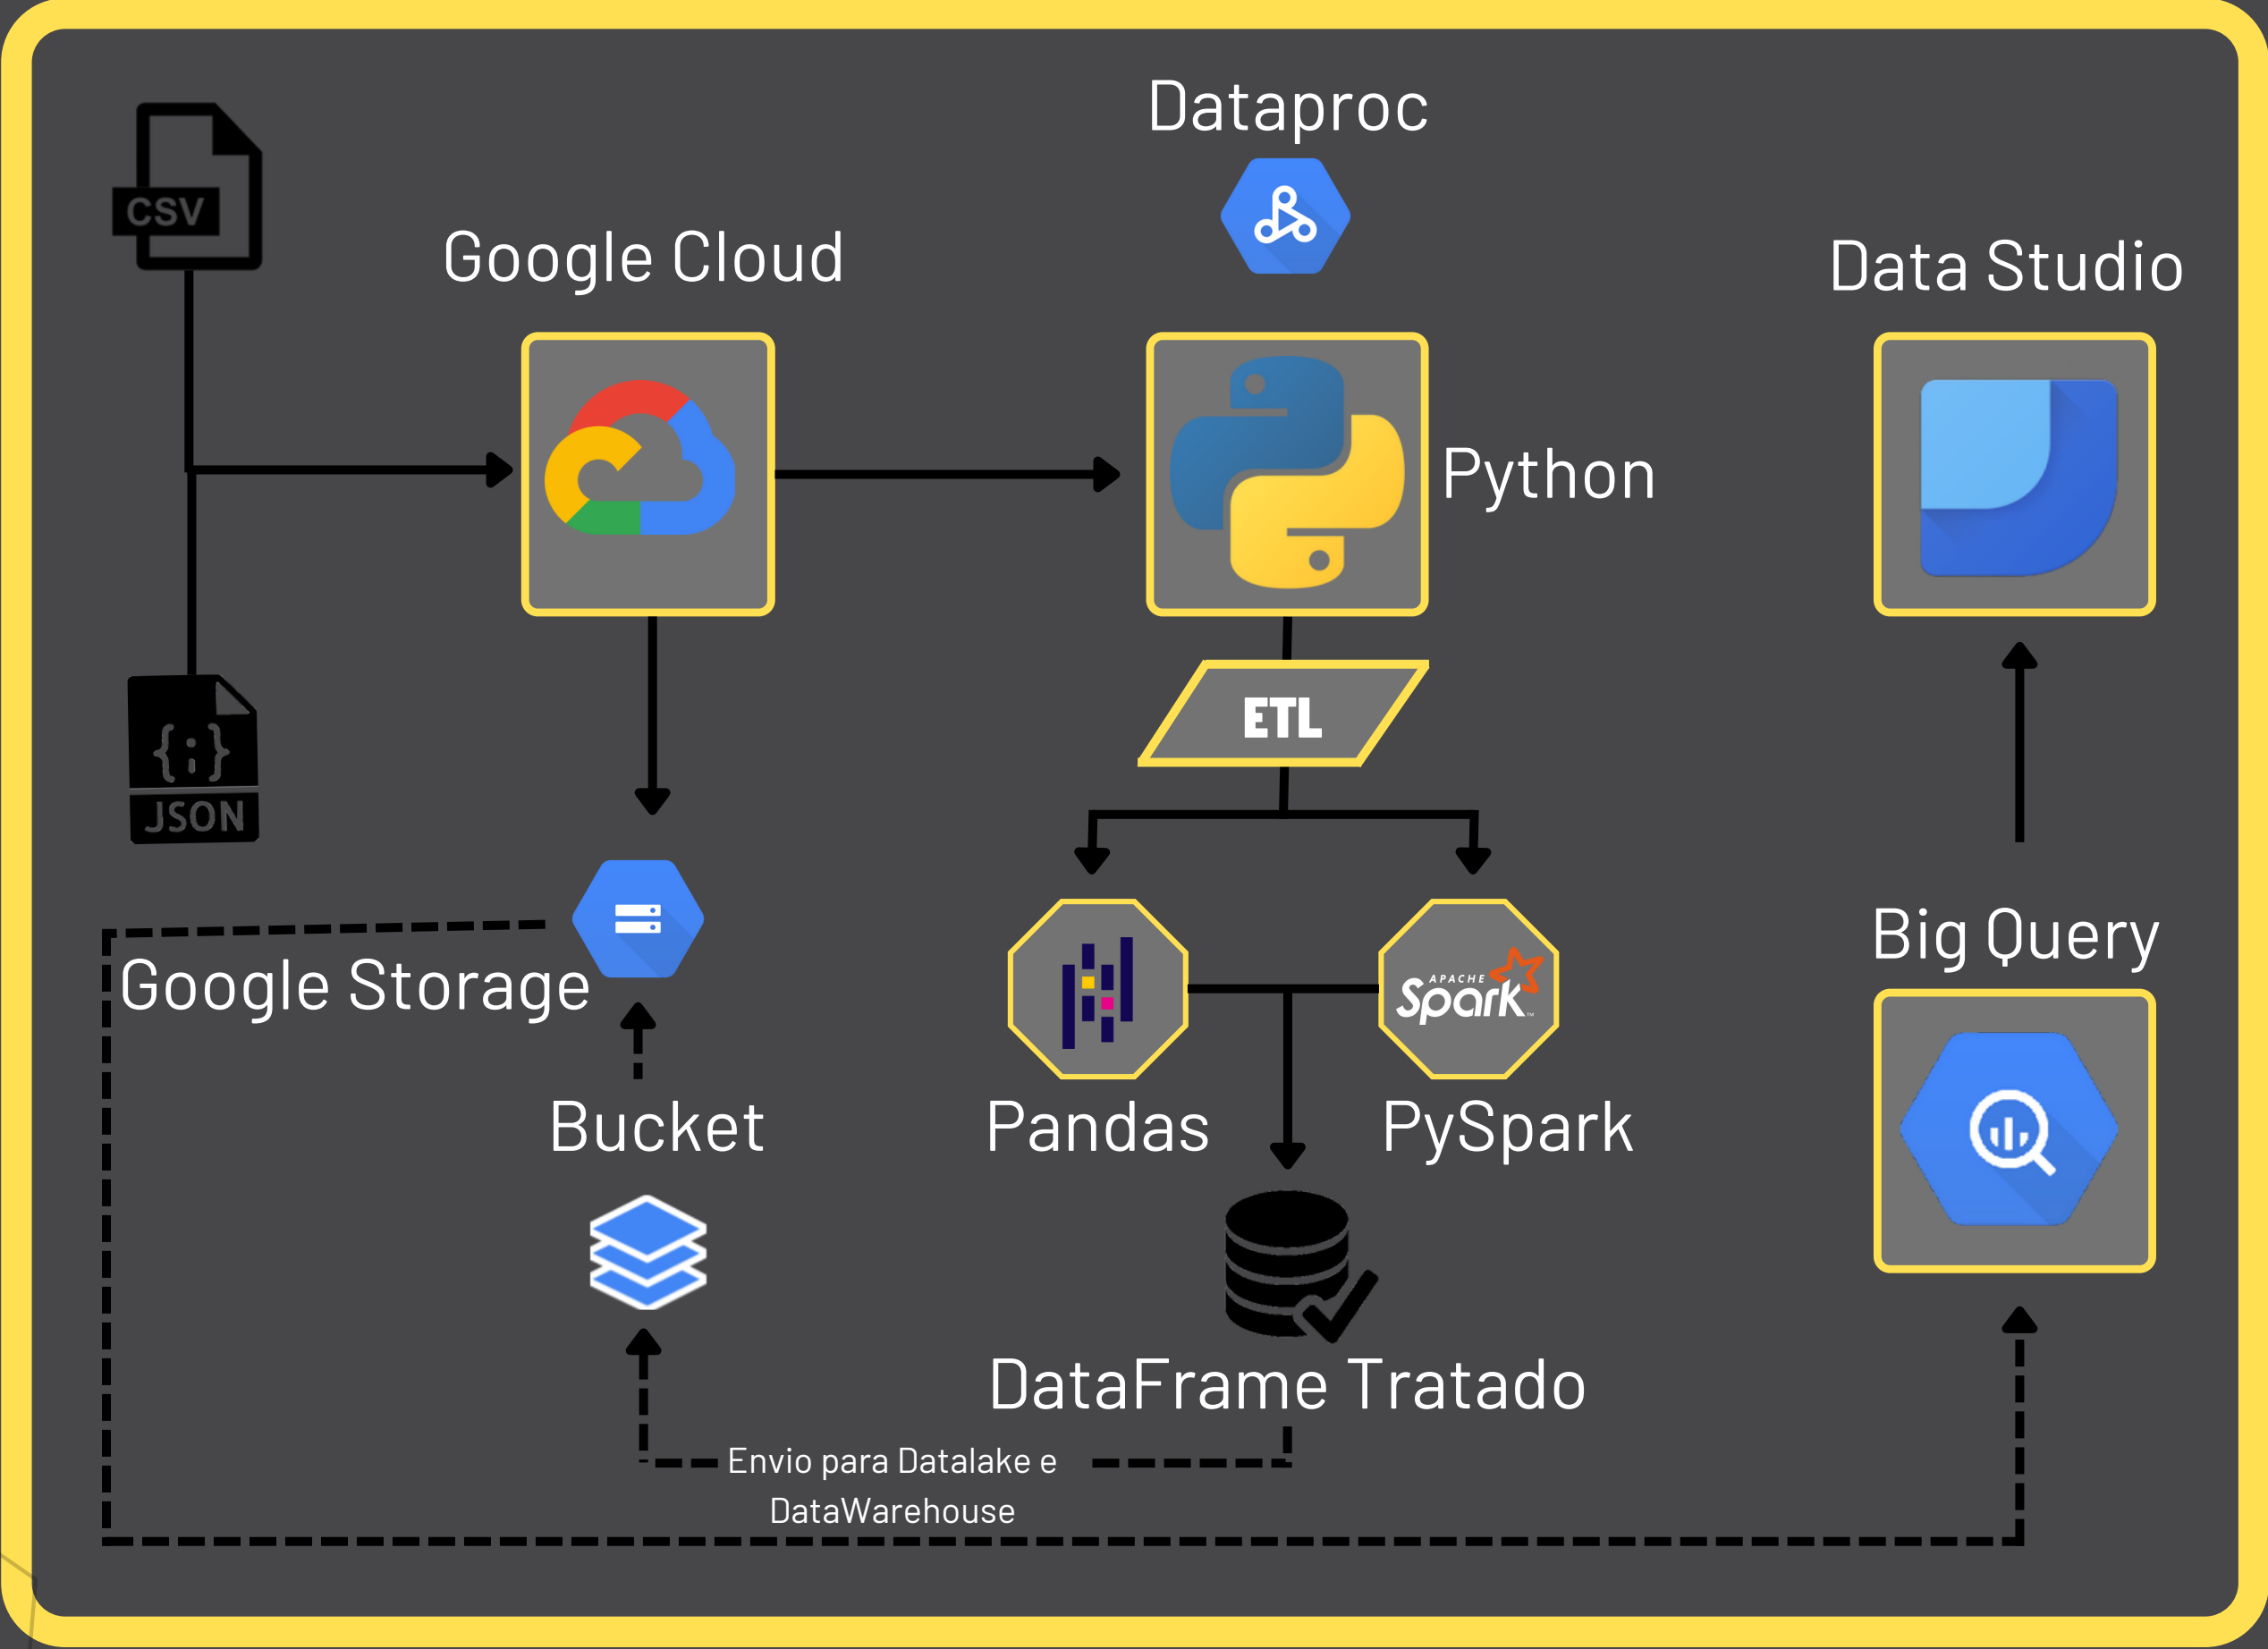 Dataproc
CSV
Google Cloud
Data Studio
Python
ETL
JSON
Big Query
Google Storage
APACHE
Spark™
Bucket
Pandas
PySpark
DataFrame Tratado
Envio para Datalake e
DataWarehouse